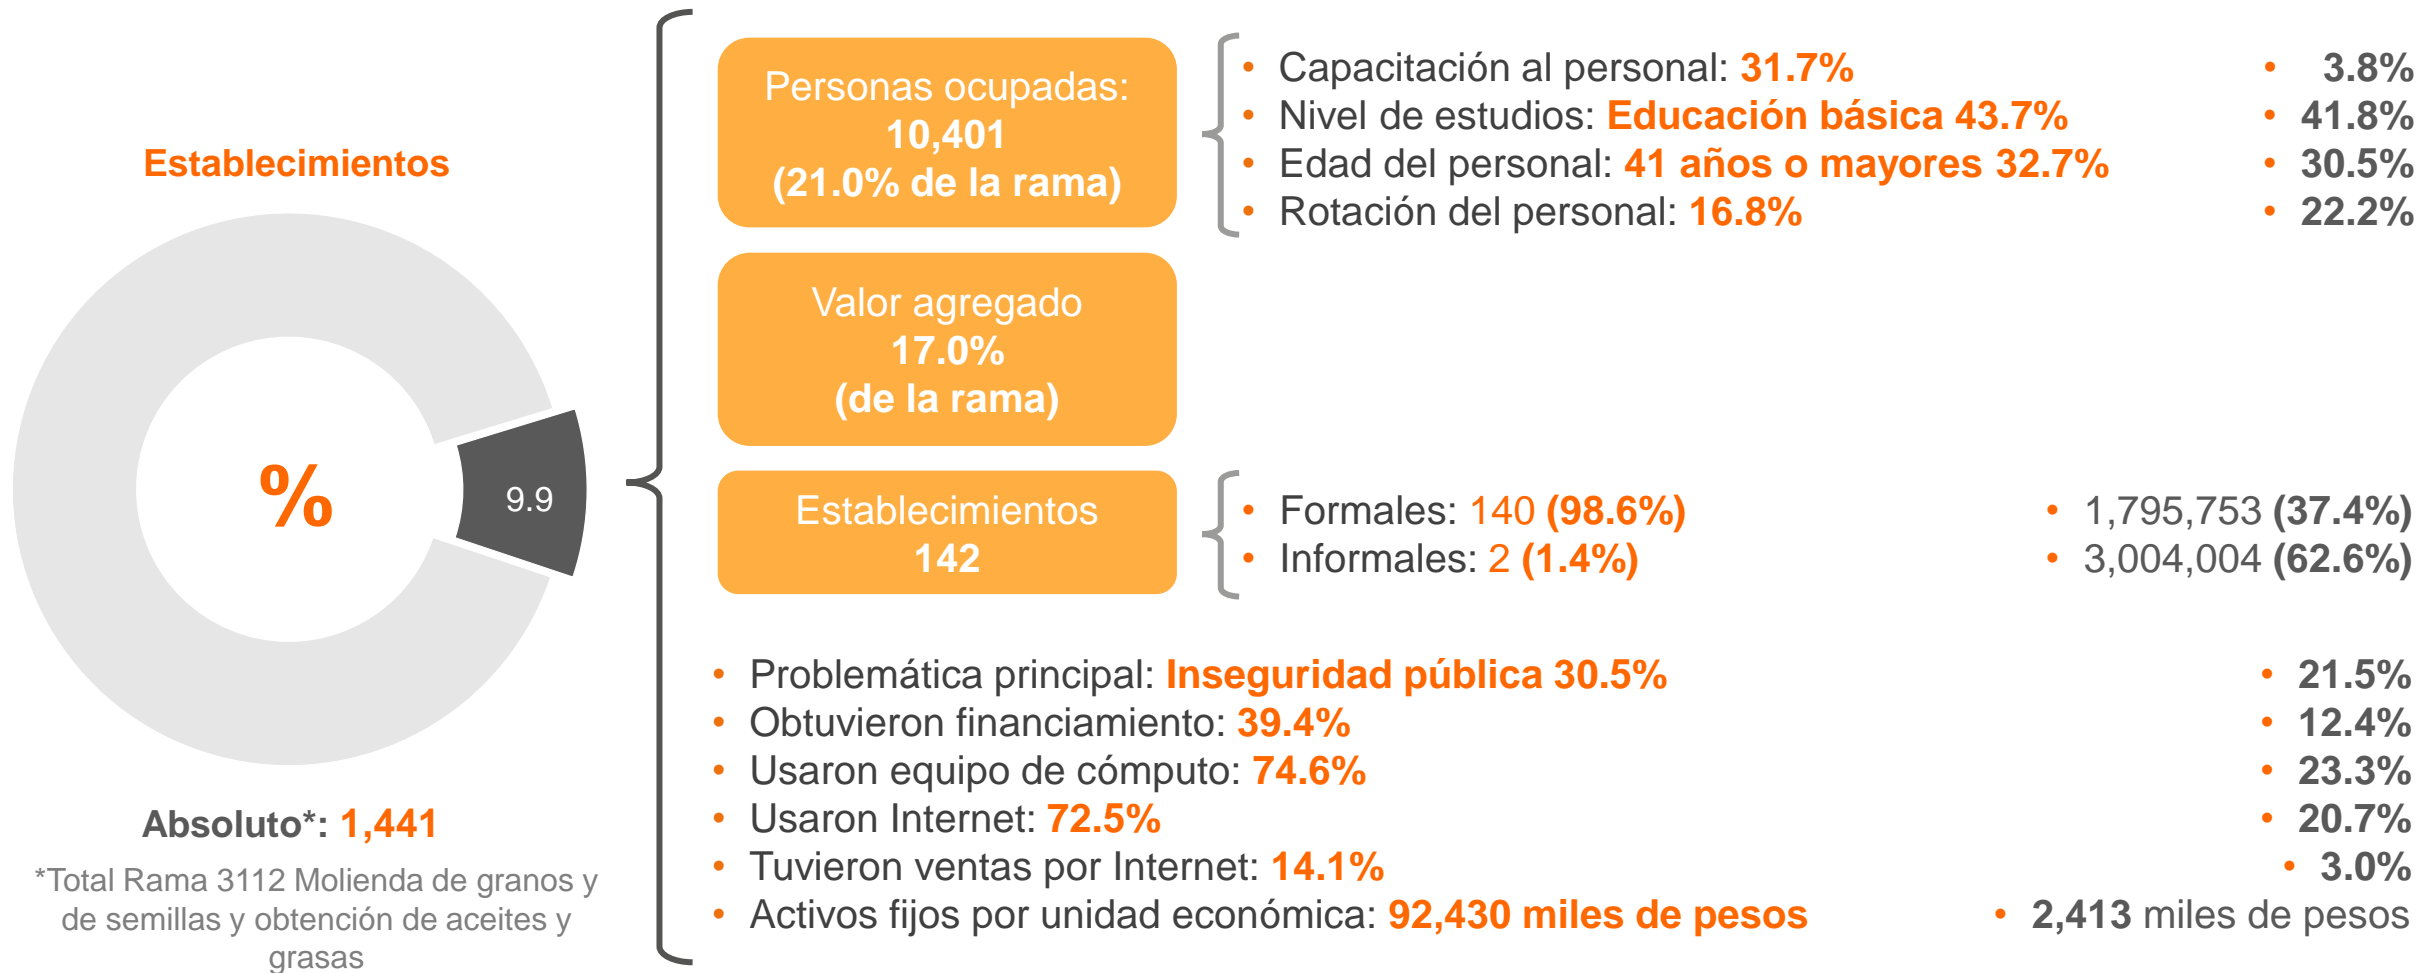 Establecimientos
%
9.9
Absoluto*: 1,441
*Total Rama 3112 Molienda de granos y
de semillas y obtención de aceites y
grasas
Personas ocupadas:
10,401
(21.0% de la rama)
• Capacitación al personal: 31.7% • 3.8%
• Nivel de estudios: Educación básica 43.7% • 41.8%
• Edad del personal: 41 años o mayores 32.7% • 30.5%
• Rotación del personal: 16.8% • 22.2%
Valor agregado
17.0%
(de la rama)
Establecimientos
142
• Formales: 140 (98.6%) • 1,795,753 (37.4%)
• Informales: 2 (1.4%) • 3,004,004 (62.6%)
• Problemática principal: Inseguridad pública 30.5% • 21.5%
• Obtuvieron financiamiento: 39.4% • 12.4%
• Usaron equipo de cómputo: 74.6% • 23.3%
• Usaron Internet: 72.5% • 20.7%
• Tuvieron ventas por Internet: 14.1% • 3.0%
• Activos fijos por unidad económica: 92,430 miles de pesos • 2,413 miles de pesos